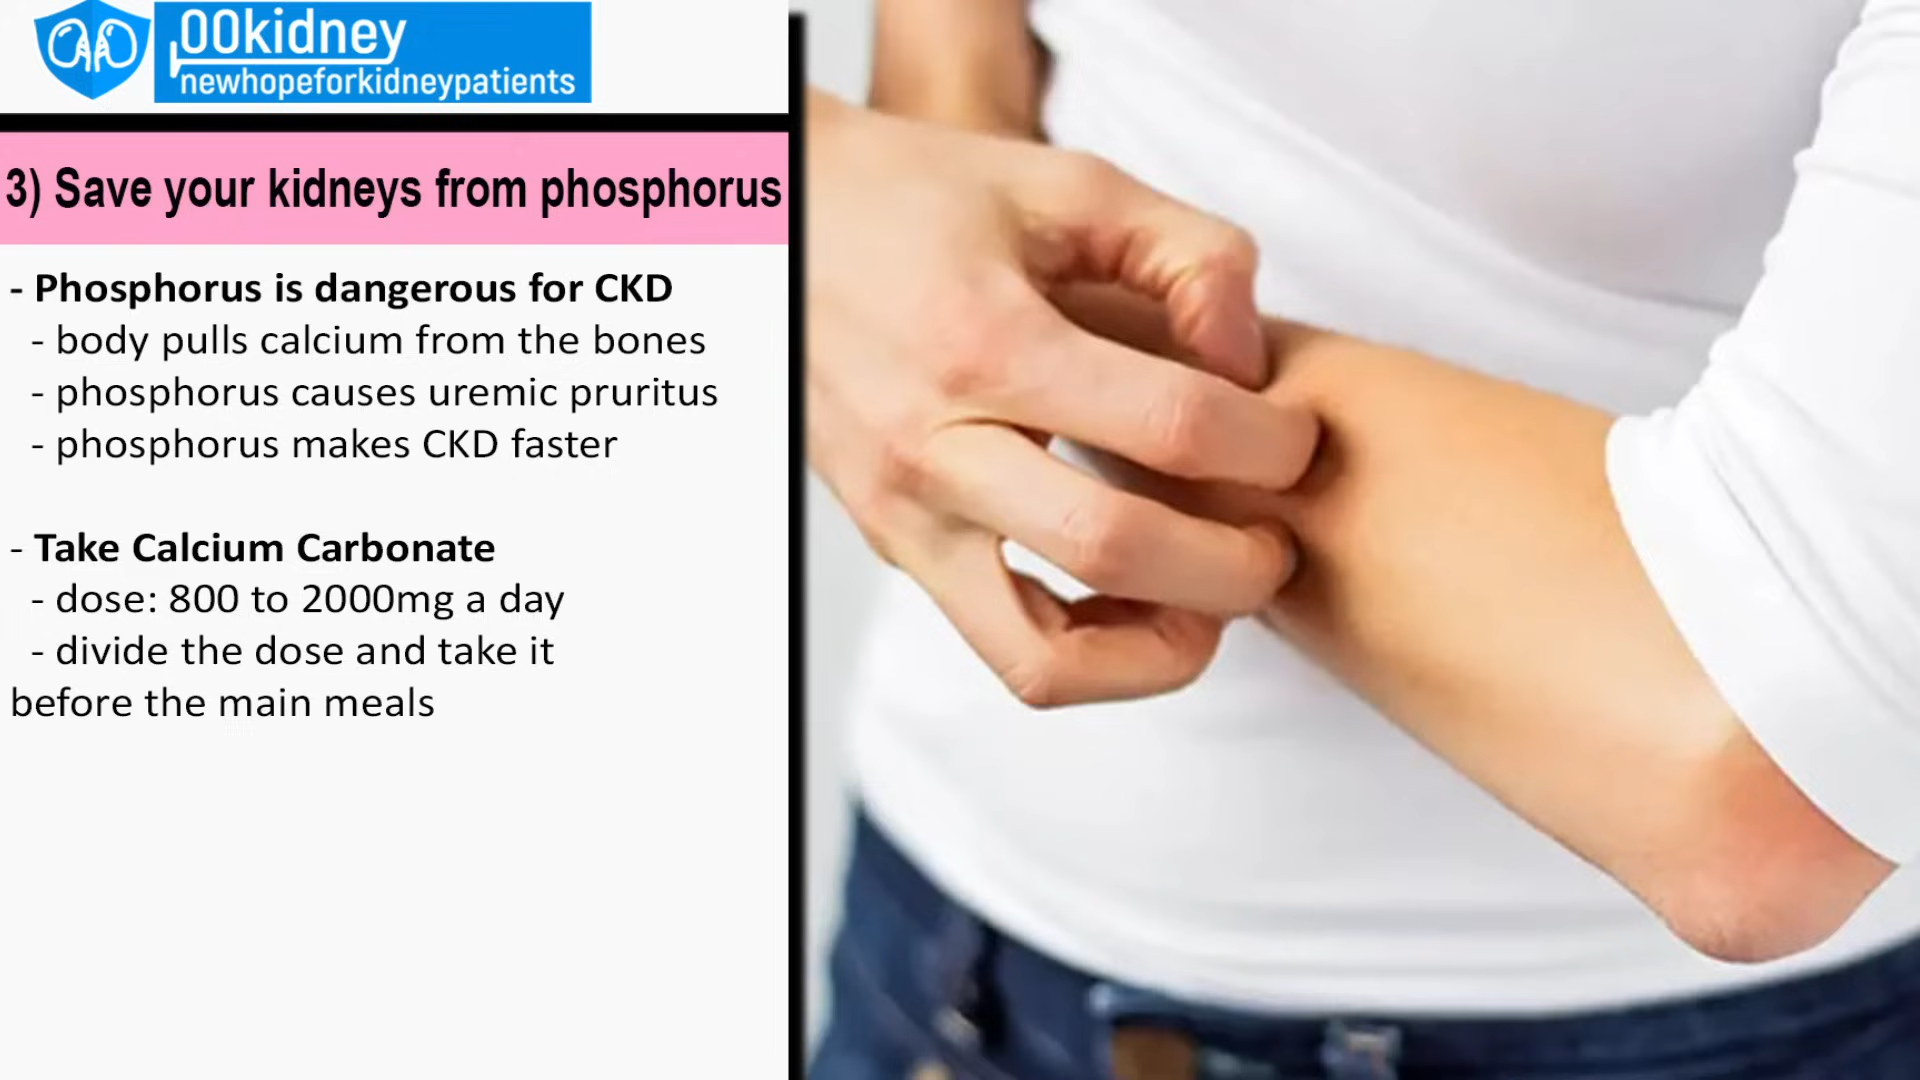 00kidney
newhopeforkidneypatients
3) Save your kidneys from phosphorus
- Phosphorus is dangerous for CKD
- body pulls calcium from the bones
- phosphorus causes uremic pruritus
- phosphorus makes CKD faster
- Take Calcium Carbonate
- dose: 800 to 2000mg a day
- divide the dose and take it
before the main meals